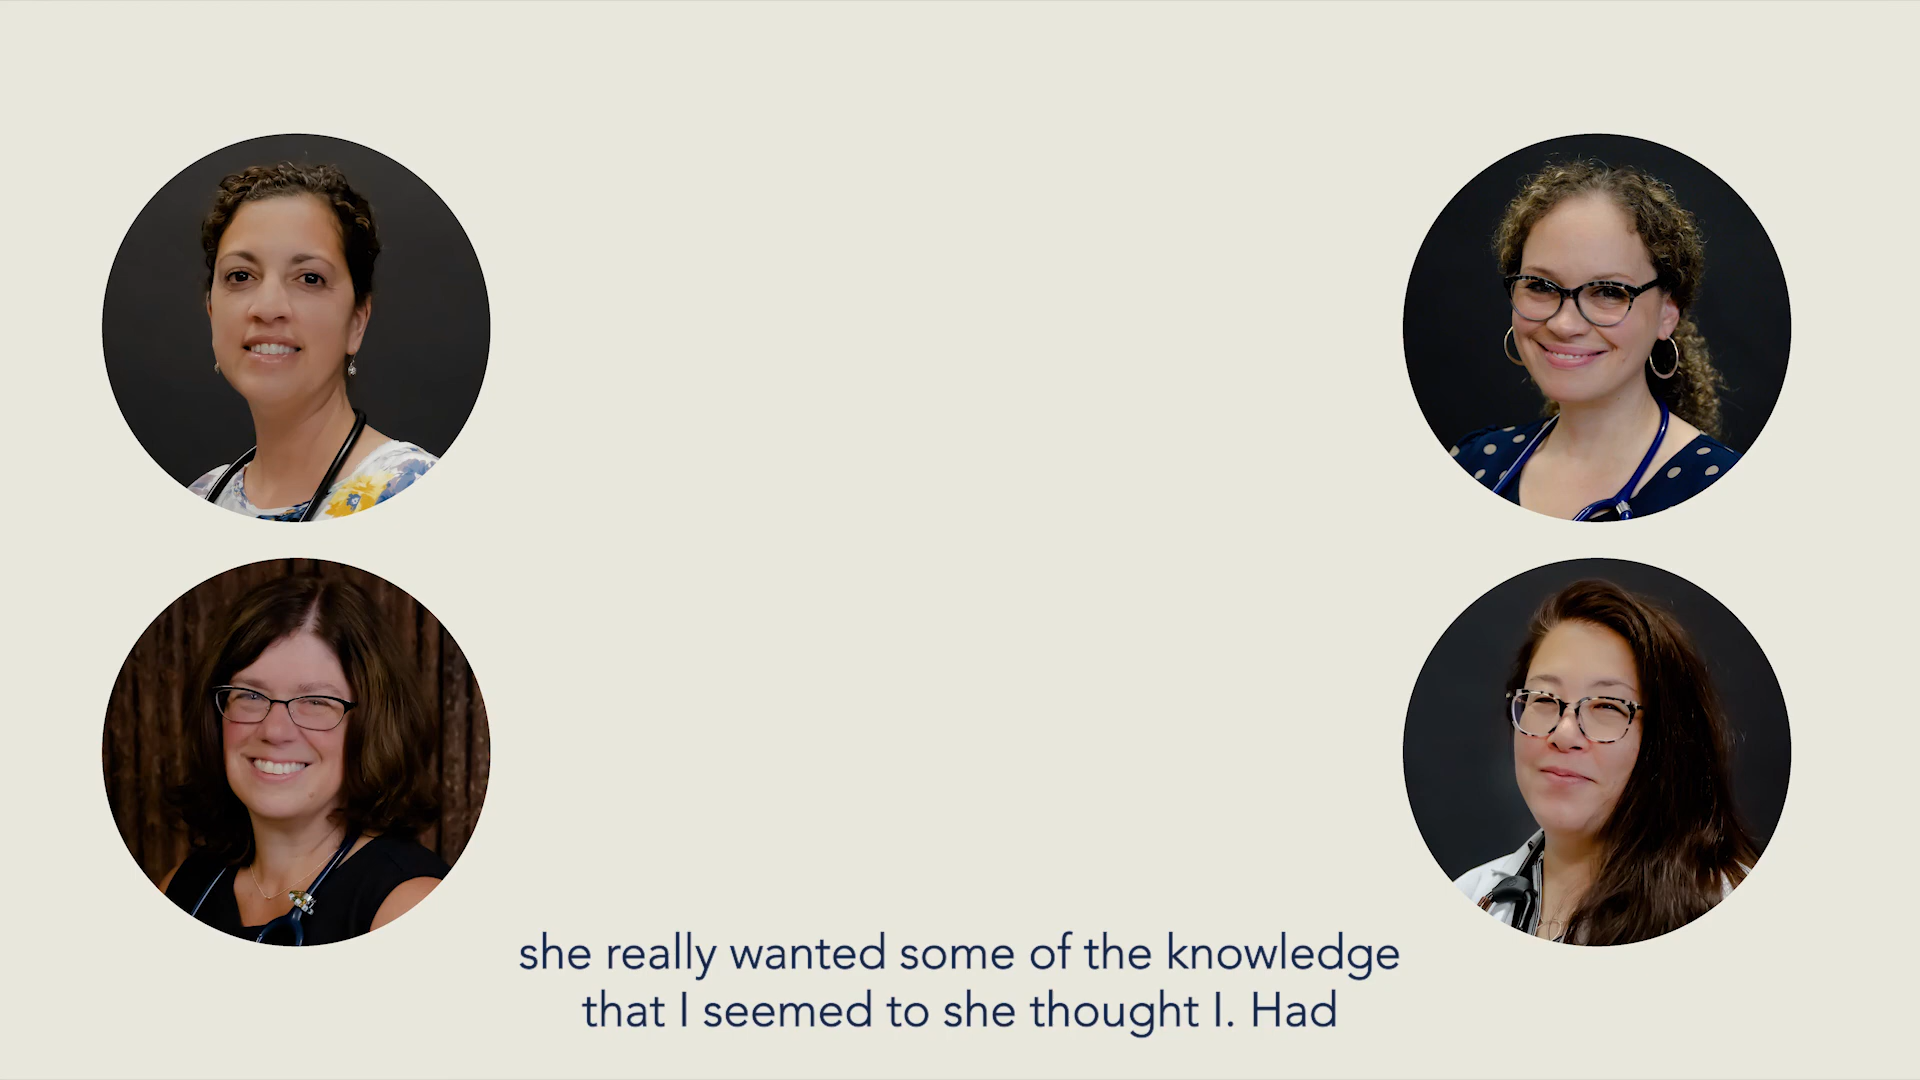 she really wanted some of the knowledge
that I seemed to she thought I. Had